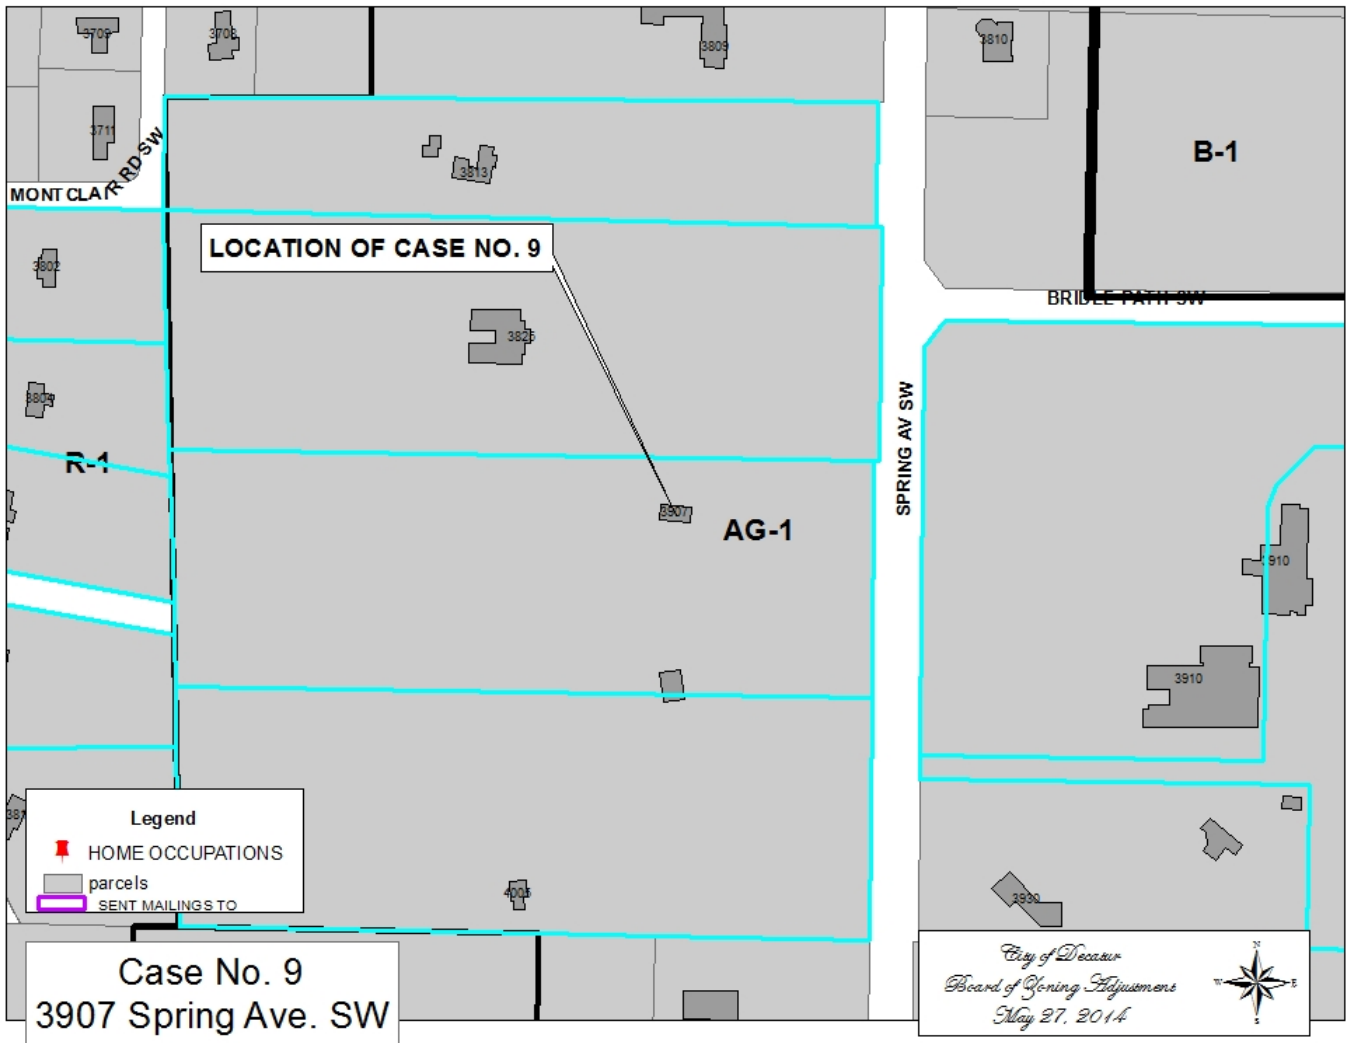 3709
3708
3809
3810
3711
MONTCLAIR RD SW
3813
B-1
LOCATION OF CASE NO. 9
3802
BRIDLE PATH SW
3825
3804
SPRING AV SW
R-1
3907
AG-1
3910
3910
Legend
HOME OCCUPATIONS
parcels
SENT MAILINGS TO
4005
3930
Case No. 9
3907 Spring Ave. SW
City of Decatur
Board of Zoning Adjustment
May 27, 2014
N
W
E
S